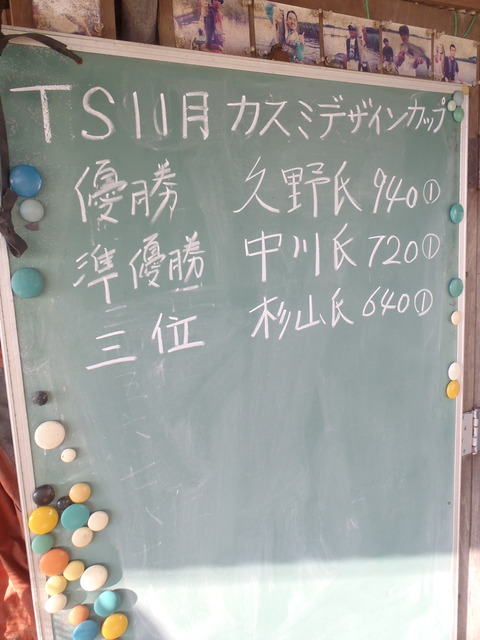 TS 11月 カスミデザインカップ
優勝 久野氏 940①
準優勝 中川氏 720①
三位 杉山氏 640①